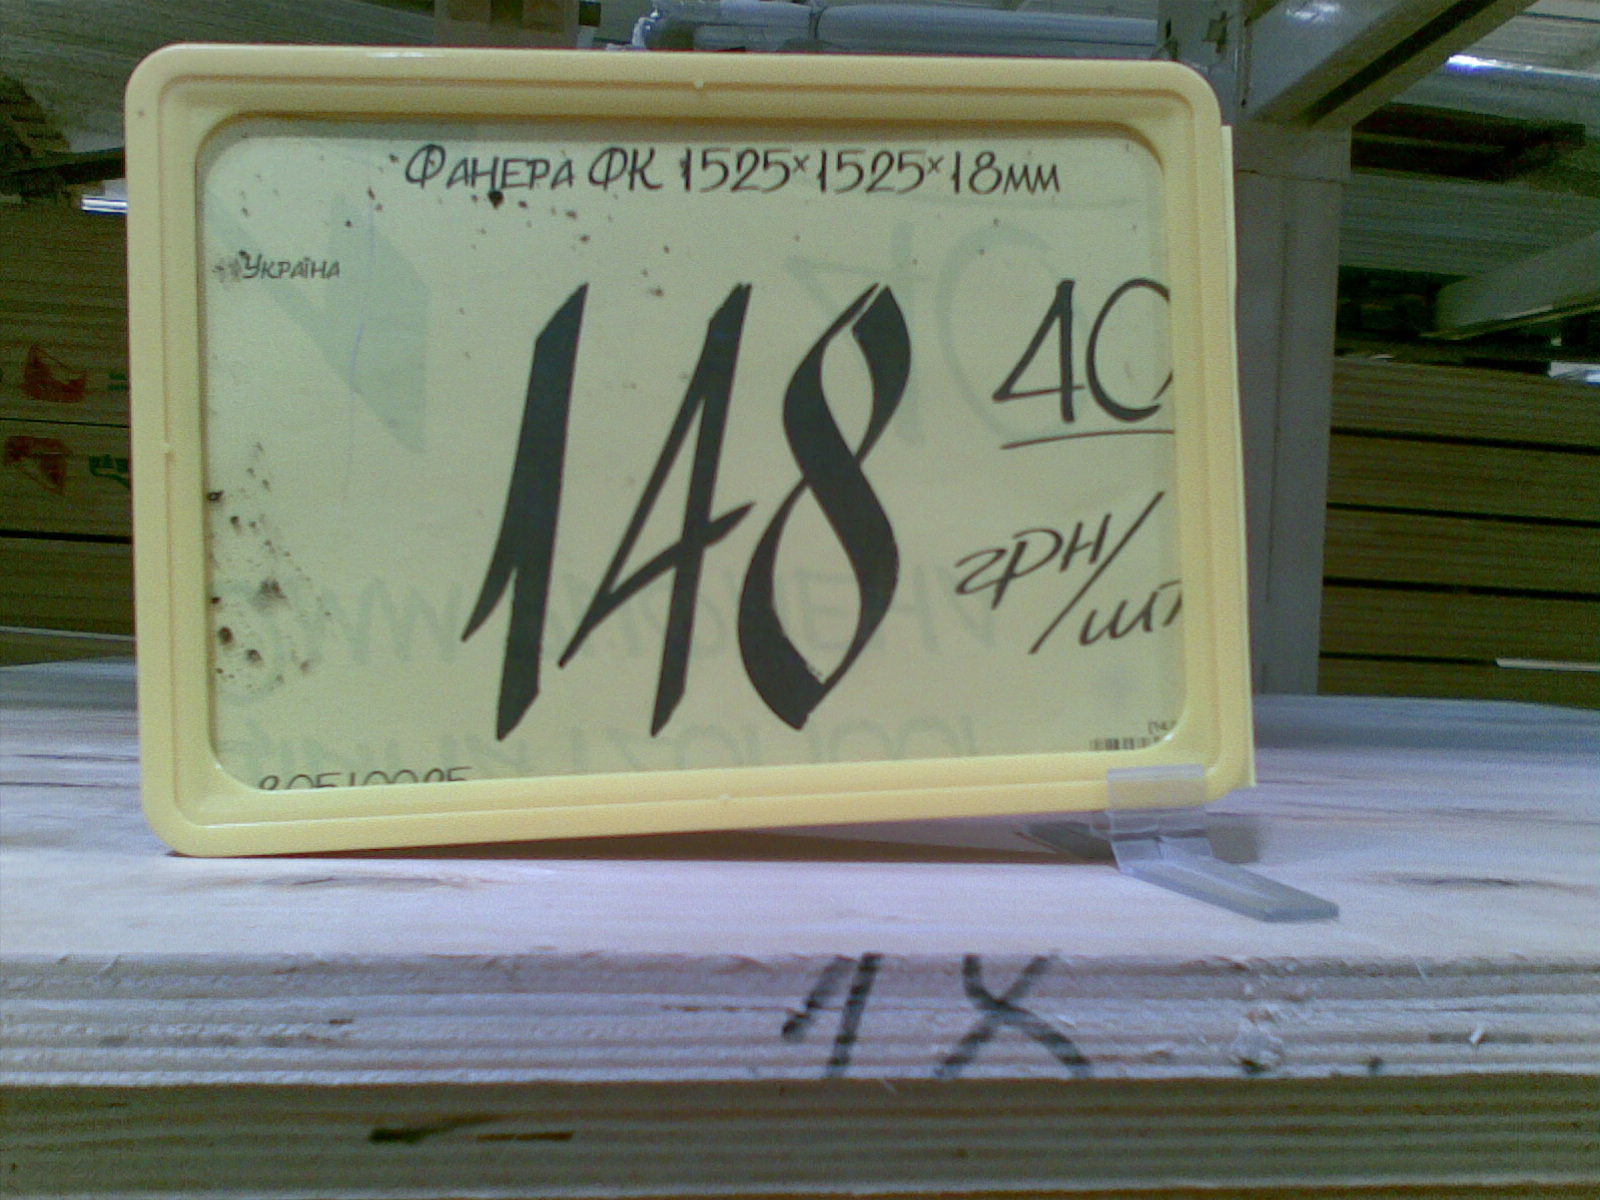 Фанера ФК 1525×1525×18мм
Україна
148 40
грн/шт
1X